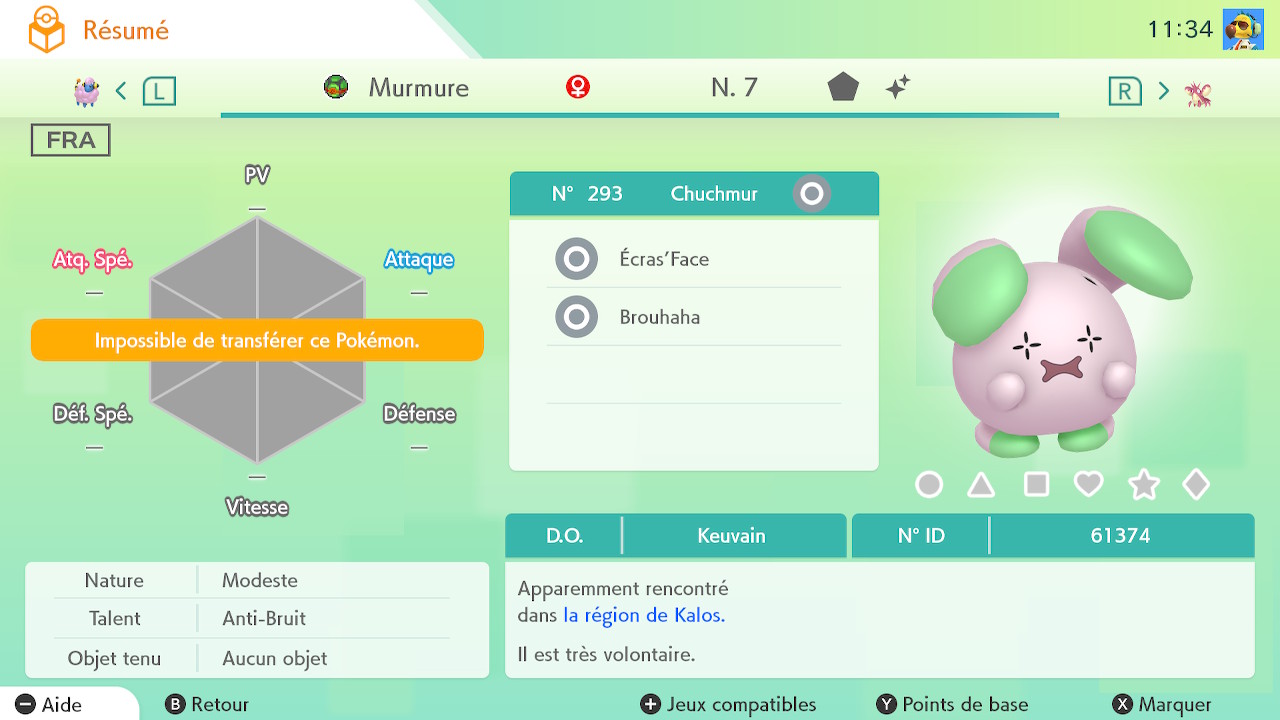 Résumé
11:34
L
Murmure
N. 7
R
FRA
PV
Atq. Spé.
Attaque
Impossible de transférer ce Pokémon.
Déf. Spé.
Défense
Vitesse
N° 293 Chuchmur
Écras'Face
Brouhaha
D.O. Keuvain
N° ID 61374
Nature Modeste
Talent Anti-Bruit
Objet tenu Aucun objet
Apparemment rencontré
dans la région de Kalos.
Il est très volontaire.
Aide
B Retour
Jeux compatibles
Y Points de base
X Marquer